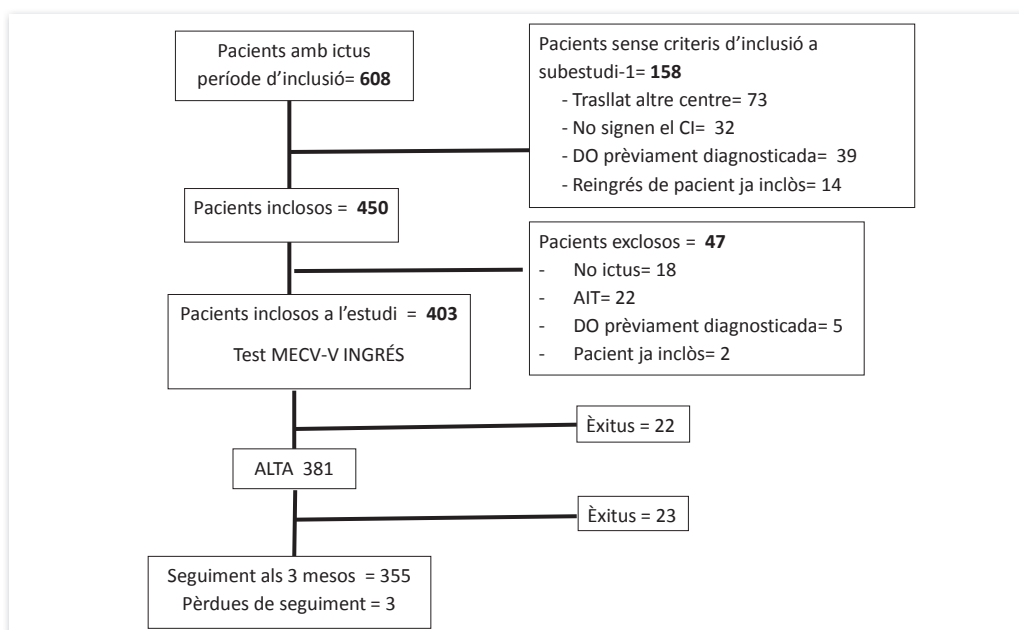 Pacients amb ictus
període d'inclusió= 608
Pacients sense criteris d'inclusió a
subestudi-1= 158
- Trasllat altre centre= 73
- No signen el CI= 32
- DO prèviament diagnosticada= 39
- Reingrés de pacient ja inclòs= 14
Pacients inclosos = 450
Pacients exclosos = 47
- No ictus= 18
- AIT= 22
- DO prèviament diagnosticada= 5
- Pacient ja inclòs= 2
Pacients inclosos a l'estudi = 403
Test MECV-V INGRÉS
Èxitus = 22
ALTA 381
Èxitus = 23
Seguiment als 3 mesos = 355
Pèrdues de seguiment = 3